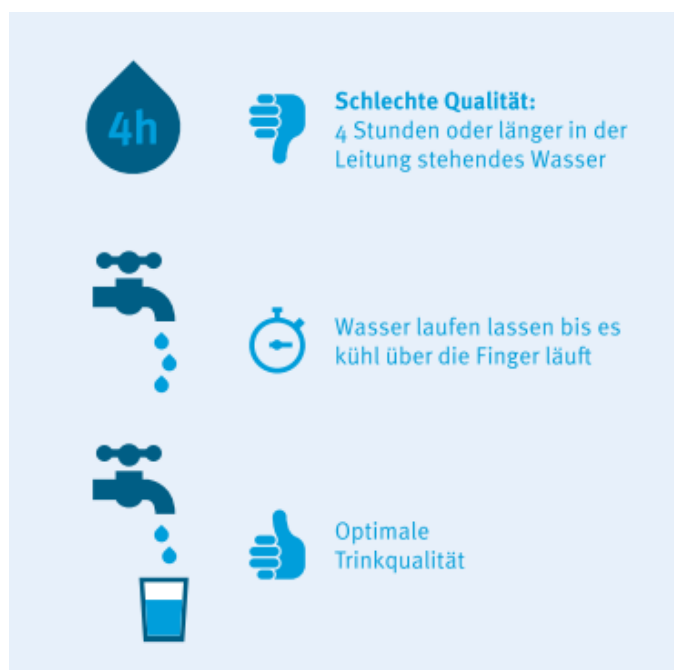 4h
Schlechte Qualität:
4 Stunden oder länger in der
Leitung stehendes Wasser
Wasser laufen lassen bis es
kühl über die Finger läuft
Optimale
Trinkqualität